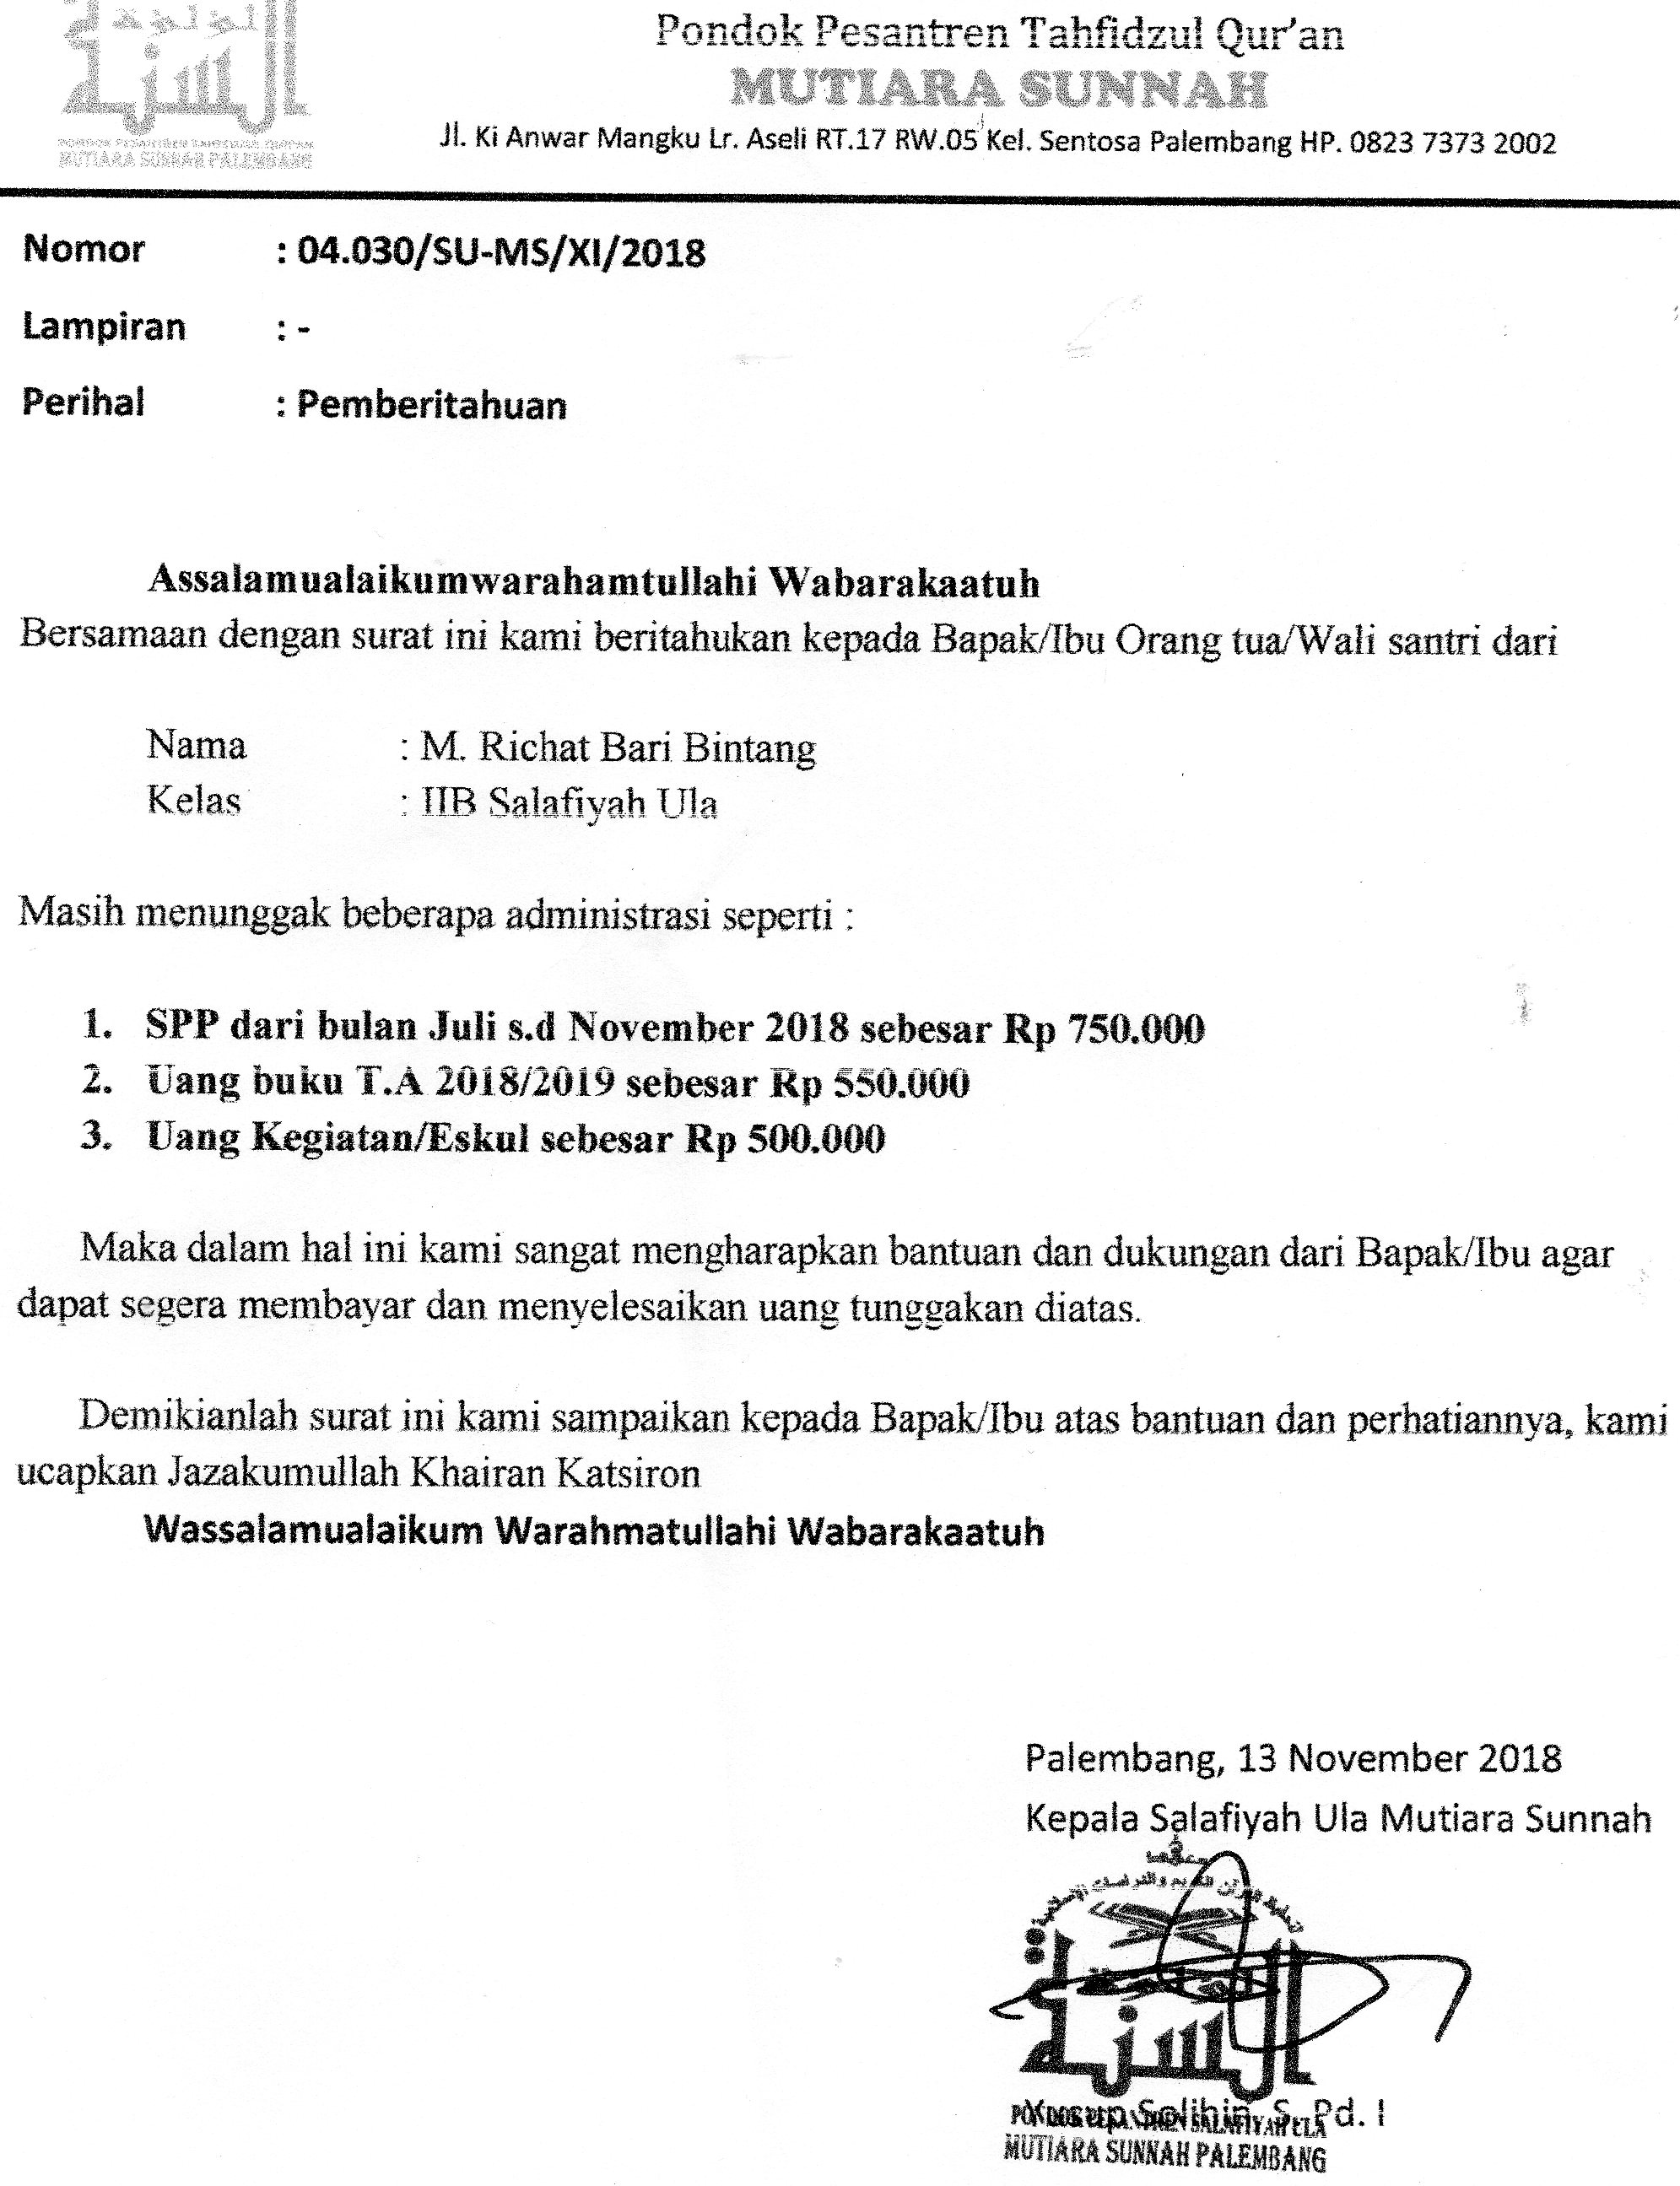 Pondok Pesantren Tahfidzul Qur'an
MUTIARA SUNNAH
Jl. Ki Anwar Mangku Lr. Aseli RT.17 RW.05 Kel. Sentosa Palembang HP. 0823 7373 2002
السنة
PONDOK PESANTREN TAHFIDZUL QUR'AN
MUTIARA SUNNAH PALEMBANG
Nomor : 04.030/SU-MS/XI/2018
Lampiran : -
Perihal : Pemberitahuan
Assalamualaikumwarahamtullahi Wabarakaatuh
Bersamaan dengan surat ini kami beritahukan kepada Bapak/Ibu Orang tua/Wali santri dari
Nama : M. Richat Bari Bintang
Kelas : IIB Salafiyah Ula
Masih menunggak beberapa administrasi seperti :
1. SPP dari bulan Juli s.d November 2018 sebesar Rp 750.000
2. Uang buku T.A 2018/2019 sebesar Rp 550.000
3. Uang Kegiatan/Eskul sebesar Rp 500.000
Maka dalam hal ini kami sangat mengharapkan bantuan dan dukungan dari Bapak/Ibu agar
dapat segera membayar dan menyelesaikan uang tunggakan diatas.
Demikianlah surat ini kami sampaikan kepada Bapak/Ibu atas bantuan dan perhatiannya, kami
ucapkan Jazakumullah Khairan Katsiron
Wassalamualaikum Warahmatullahi Wabarakaatuh
Palembang, 13 November 2018
Kepala Salafiyah Ula Mutiara Sunnah
السنة
Yusup Solihin, S. Pd. I
PONDOK PESANTREN SALAFIYAH ULA
MUTIARA SUNNAH PALEMBANG